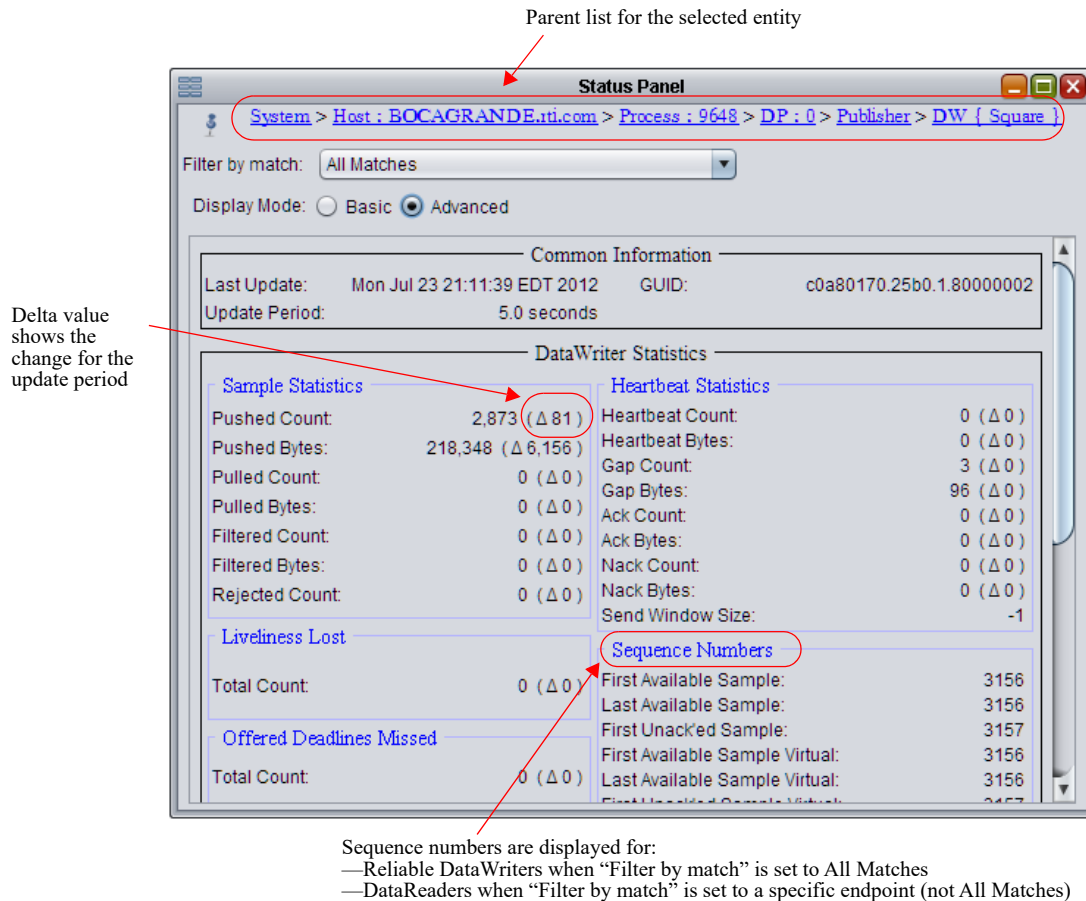 Parent list for the selected entity
Status Panel
System > Host : BOCAGRANDE.rti.com > Process : 9648 > DP : 0 > Publisher > DW { Square }
Filter by match: All Matches
Display Mode: Basic Advanced
Common Information
Last Update: Mon Jul 23 21:11:39 EDT 2012 GUID: c0a80170.25b0.1.80000002
Update Period: 5.0 seconds
Delta value
shows the
change for the
update period
DataWriter Statistics
Sample Statistics
Pushed Count: 2,873 (Δ 81 )
Pushed Bytes: 218,348 (Δ 6,156 )
Pulled Count: 0 (Δ 0 )
Pulled Bytes: 0 (Δ 0 )
Filtered Count: 0 (Δ 0 )
Filtered Bytes: 0 (Δ 0 )
Rejected Count: 0 (Δ 0 )
Liveliness Lost
Total Count: 0 (Δ 0 )
Offered Deadlines Missed
Total Count: 0 (Δ 0 )
Heartbeat Statistics
Heartbeat Count: 0 (Δ 0 )
Heartbeat Bytes: 0 (Δ 0 )
Gap Count: 3 (Δ 0 )
Gap Bytes: 96 (Δ 0 )
Ack Count: 0 (Δ 0 )
Ack Bytes: 0 (Δ 0 )
Nack Count: 0 (Δ 0 )
Nack Bytes: 0 (Δ 0 )
Send Window Size: -1
Sequence Numbers
First Available Sample: 3156
Last Available Sample: 3156
First Unack'ed Sample: 3157
First Available Sample Virtual: 3156
Last Available Sample Virtual: 3156
First Unack'ed Sample Virtual: 3157
Sequence numbers are displayed for:
—Reliable DataWriters when “Filter by match” is set to All Matches
—DataReaders when “Filter by match” is set to a specific endpoint (not All Matches)